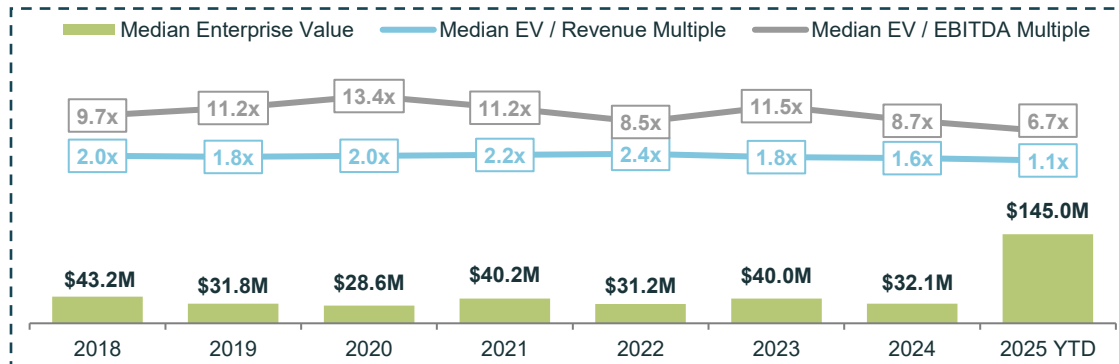 Median Enterprise Value Median EV / Revenue Multiple Median EV / EBITDA Multiple
9.7x 11.2x 13.4x 11.2x 8.5x 11.5x 8.7x 6.7x
2.0x 1.8x 2.0x 2.2x 2.4x 1.8x 1.6x 1.1x
$43.2M $31.8M $28.6M $40.2M $31.2M $40.0M $32.1M $145.0M
2018 2019 2020 2021 2022 2023 2024 2025 YTD